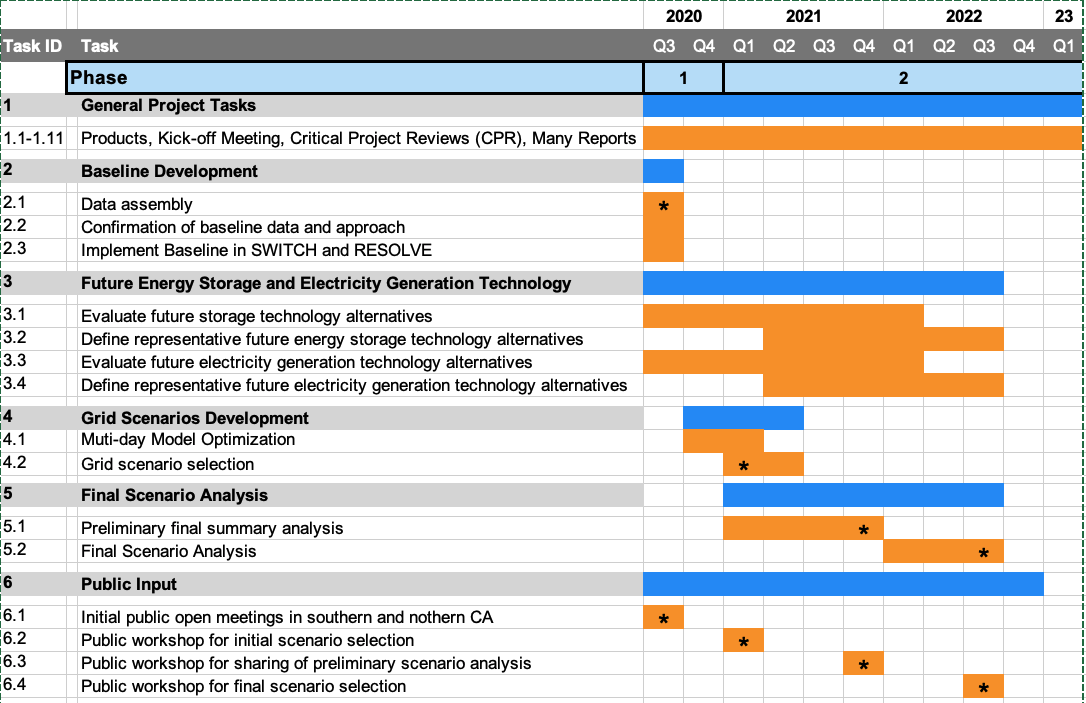 2020 2021 2022 23
Task ID Task Q3 Q4 Q1 Q2 Q3 Q4 Q1 Q2 Q3 Q4 Q1
Phase 1 2
1 General Project Tasks
1.1-1.11 Products, Kick-off Meeting, Critical Project Reviews (CPR), Many Reports
2 Baseline Development
2.1 Data assembly *
2.2 Confirmation of baseline data and approach
2.3 Implement Baseline in SWITCH and RESOLVE
3 Future Energy Storage and Electricity Generation Technology
3.1 Evaluate future storage technology alternatives
3.2 Define representative future energy storage technology alternatives
3.3 Evaluate future electricity generation technology alternatives
3.4 Define representative future electricity generation technology alternatives
4 Grid Scenarios Development
4.1 Muti-day Model Optimization
4.2 Grid scenario selection *
5 Final Scenario Analysis
5.1 Preliminary final summary analysis *
5.2 Final Scenario Analysis *
6 Public Input
6.1 Initial public open meetings in southern and nothern CA *
6.2 Public workshop for initial scenario selection *
6.3 Public workshop for sharing of preliminary scenario analysis *
6.4 Public workshop for final scenario selection *